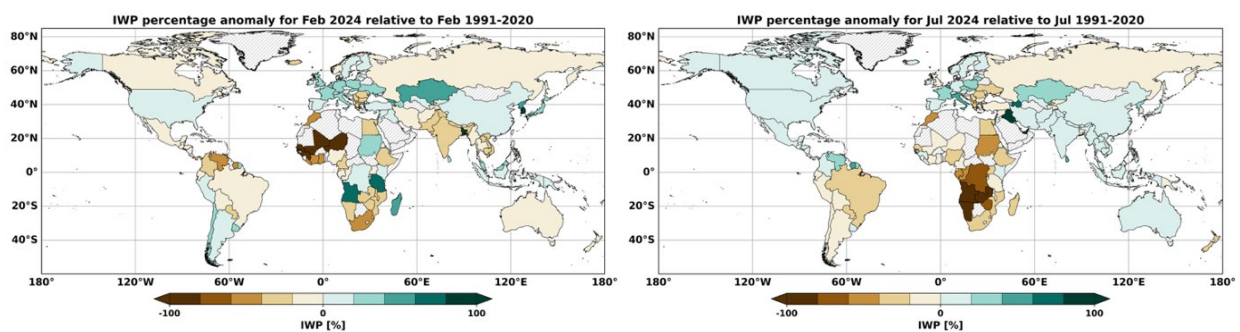 IWP percentage anomaly for Feb 2024 relative to Feb 1991-2020
80°N
60°N
40°N
20°N
0°
20°S
40°S
180° 120°W 60°W 0° 60°E 120°E 180°
-100 0 100
IWP [%]
IWP percentage anomaly for Jul 2024 relative to Jul 1991-2020
80°N
60°N
40°N
20°N
0°
20°S
40°S
180° 120°W 60°W 0° 60°E 120°E 180°
-100 0 100
IWP [%]